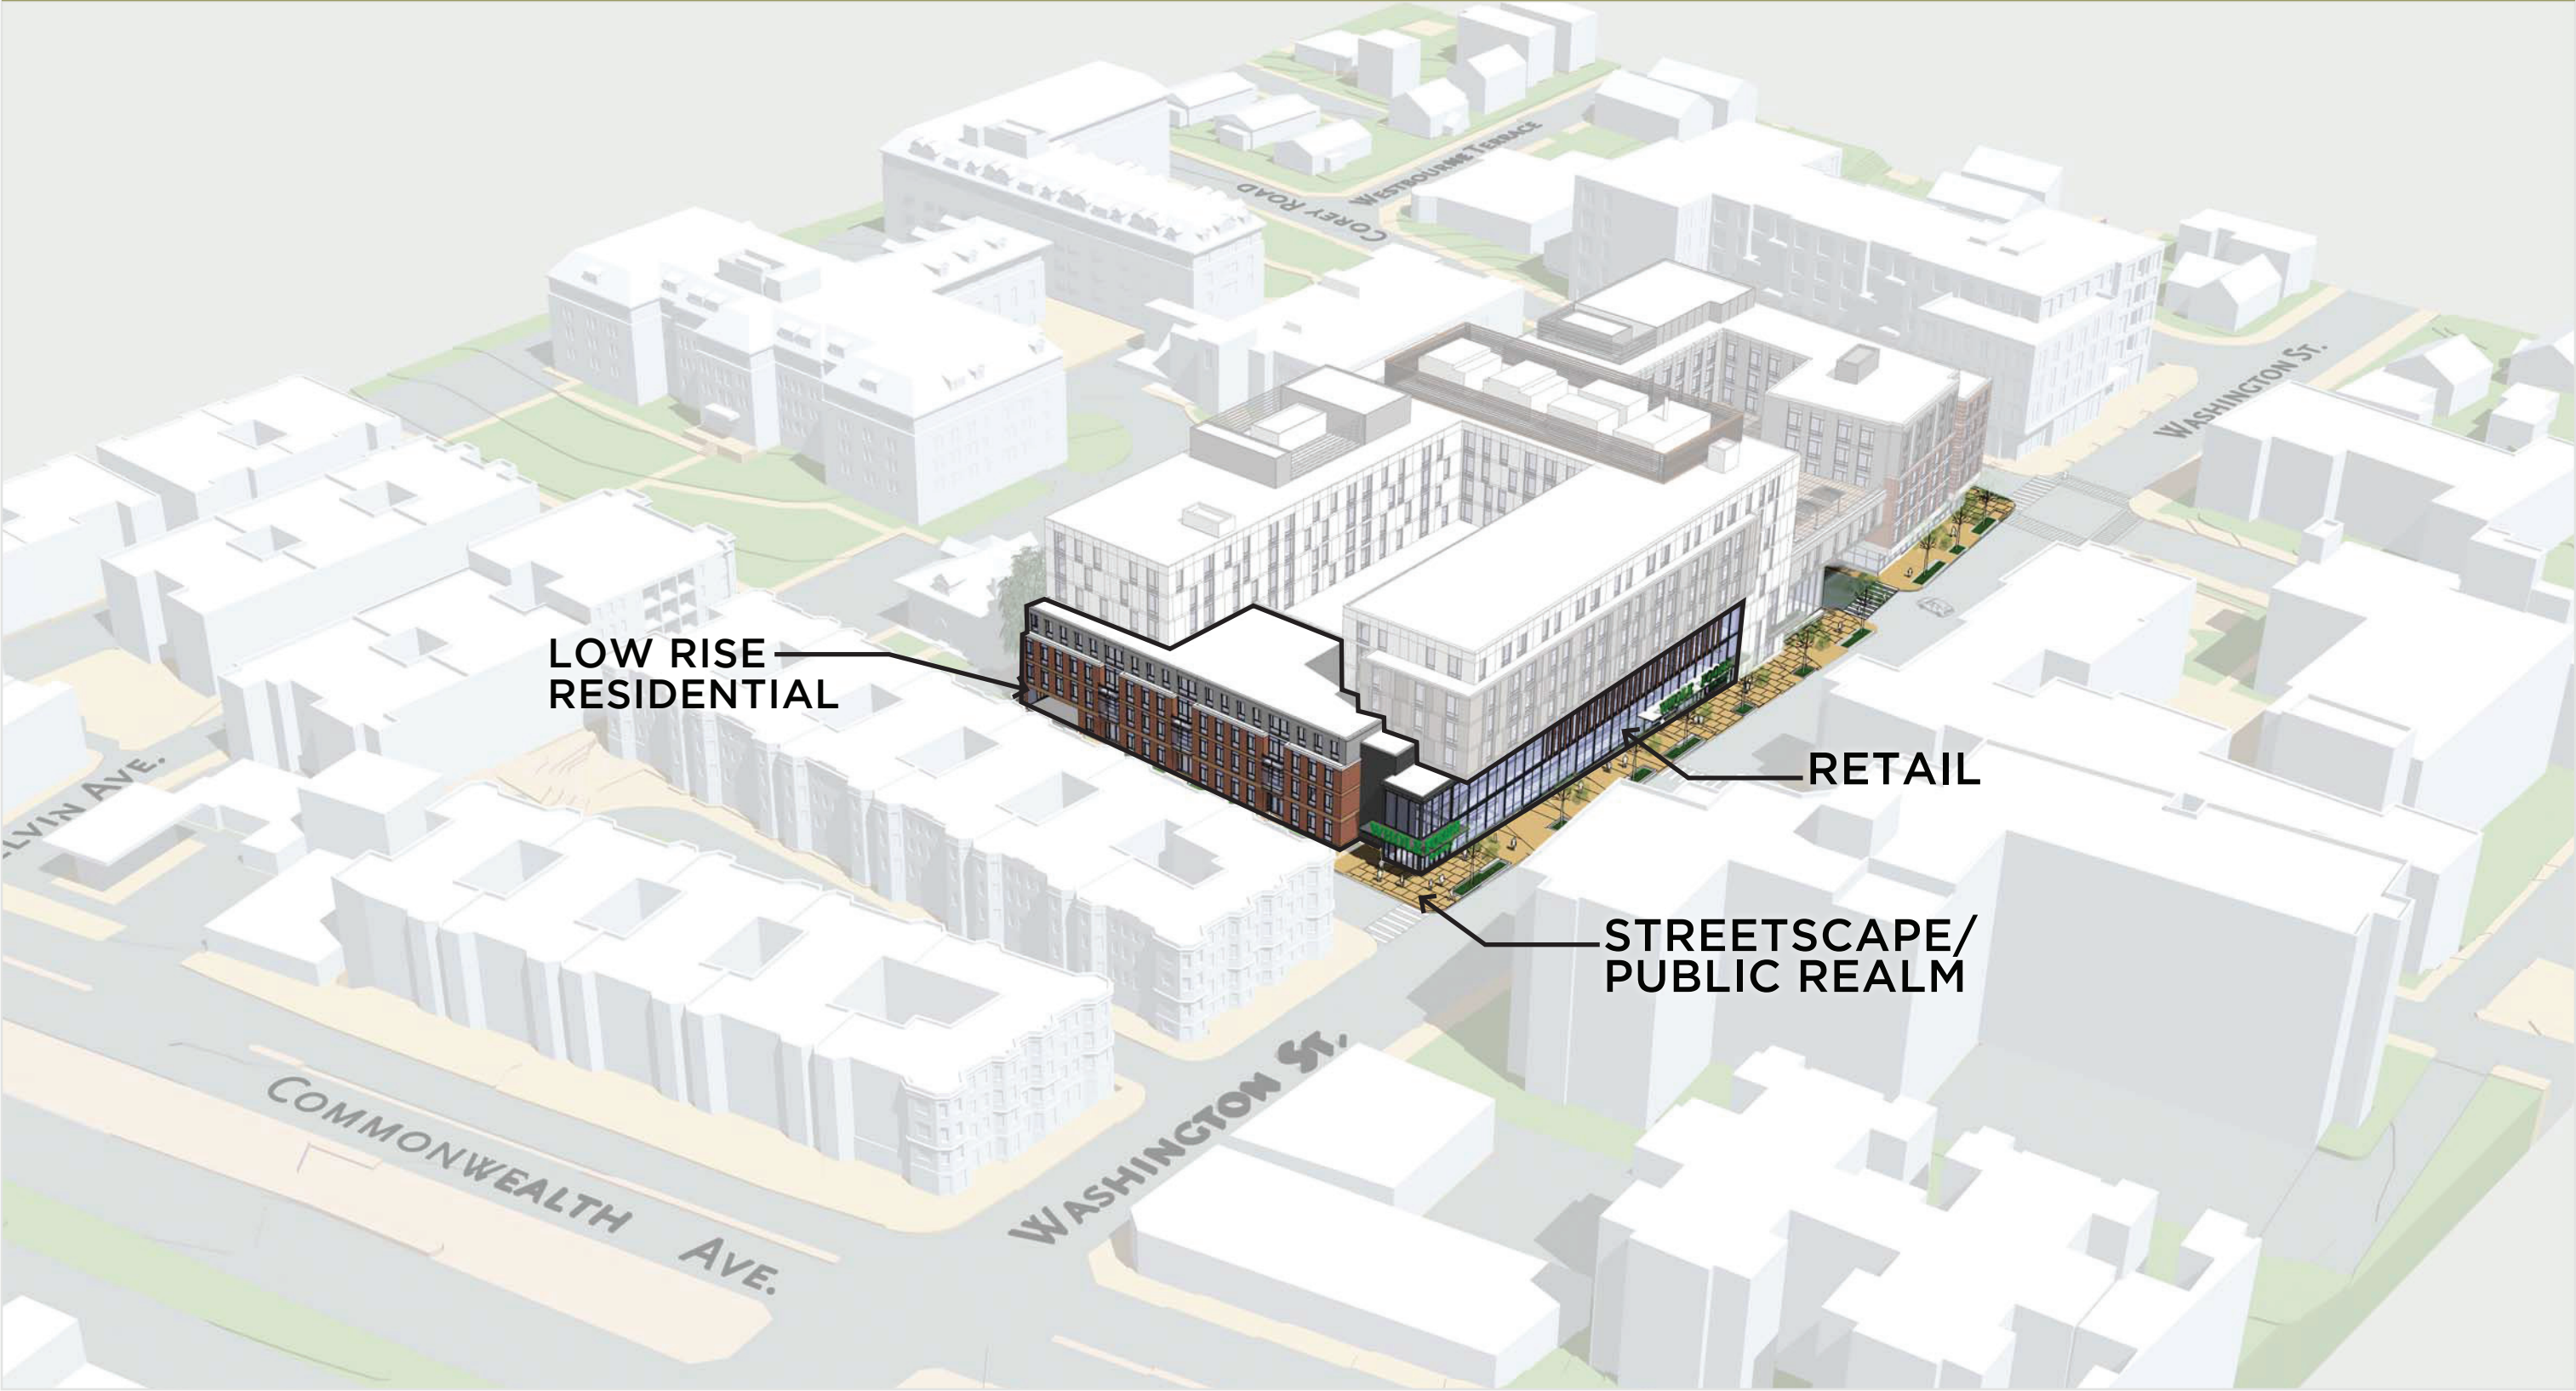 WESTBOURNE TERRACE
COREY ROAD
WASHINGTON ST.
LOW RISE
RESIDENTIAL
RETAIL
STREETSCAPE/
PUBLIC REALM
COMMONWEALTH AVE.
WASHINGTON ST.